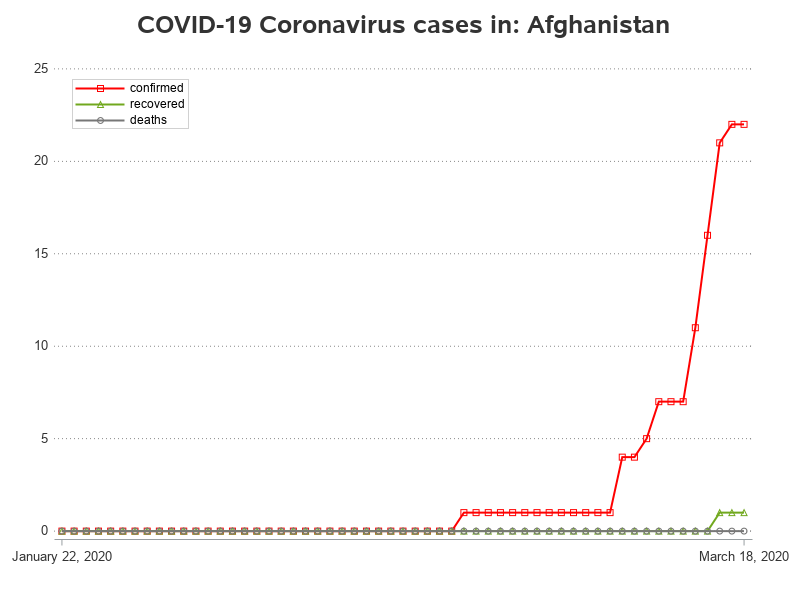 COVID-19 Coronavirus cases in: Afghanistan
25
confirmed
recovered
deaths
20
15
10
5
0
January 22, 2020
March 18, 2020